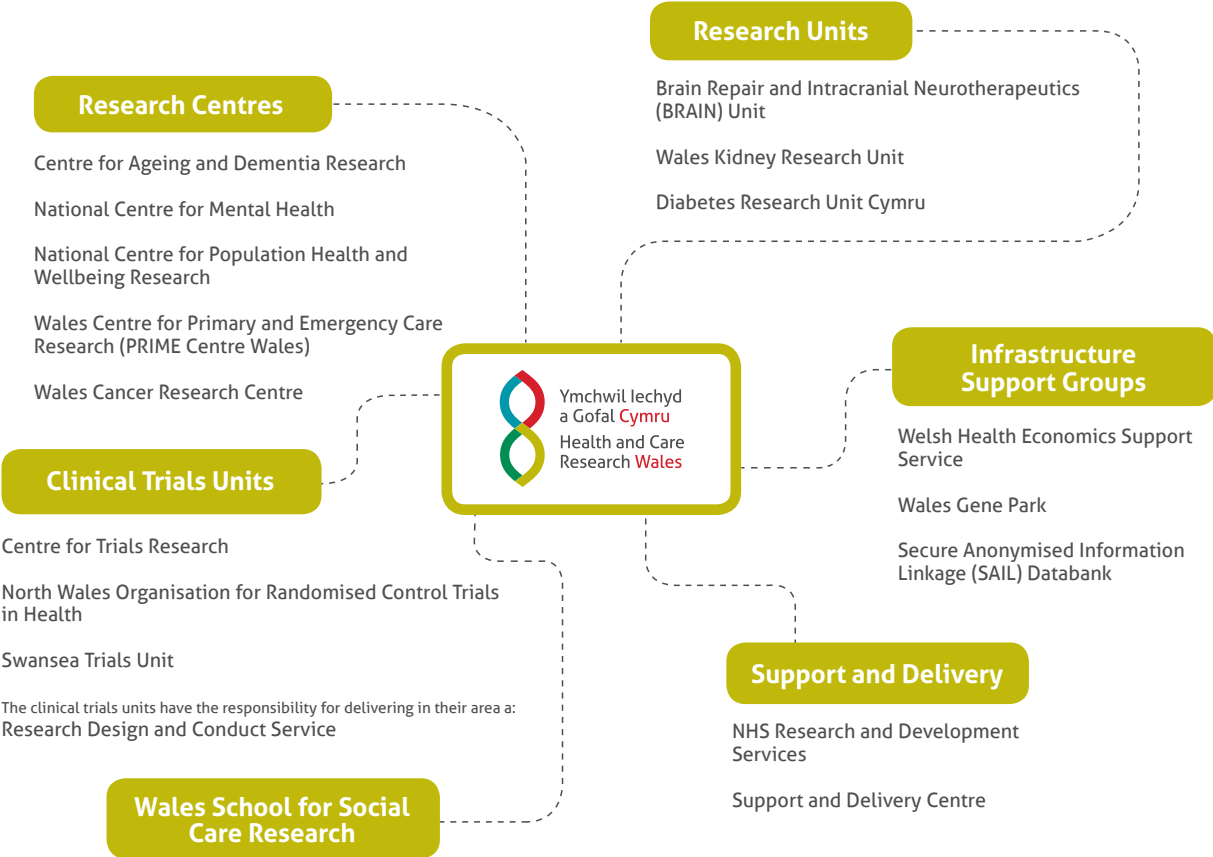 Research Units
Brain Repair and Intracranial Neurotherapeutics
(BRAIN) Unit
Wales Kidney Research Unit
Diabetes Research Unit Cymru
Research Centres
Centre for Ageing and Dementia Research
National Centre for Mental Health
National Centre for Population Health and
Wellbeing Research
Wales Centre for Primary and Emergency Care
Research (PRIME Centre Wales)
Wales Cancer Research Centre
Ymchwil Iechyd
a Gofal Cymru
Health and Care
Research Wales
Infrastructure
Support Groups
Welsh Health Economics Support
Service
Wales Gene Park
Secure Anonymised Information
Linkage (SAIL) Databank
Clinical Trials Units
Centre for Trials Research
North Wales Organisation for Randomised Control Trials
in Health
Swansea Trials Unit
The clinical trials units have the responsibility for delivering in their area a:
Research Design and Conduct Service
Support and Delivery
NHS Research and Development
Services
Support and Delivery Centre
Wales School for Social
Care Research